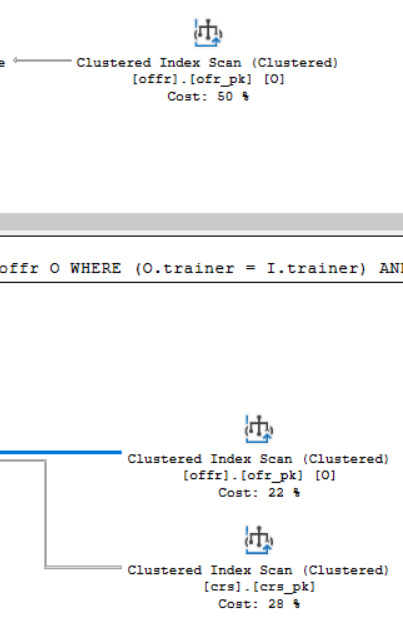 e
Clustered Index Scan (Clustered)
[offr].[ofr_pk] [O]
Cost: 50 %
offr O WHERE (O.trainer = I.trainer) AN
Clustered Index Scan (Clustered)
[offr].[ofr_pk] [O]
Cost: 22 %
Clustered Index Scan (Clustered)
[crs].[crs_pk]
Cost: 28 %